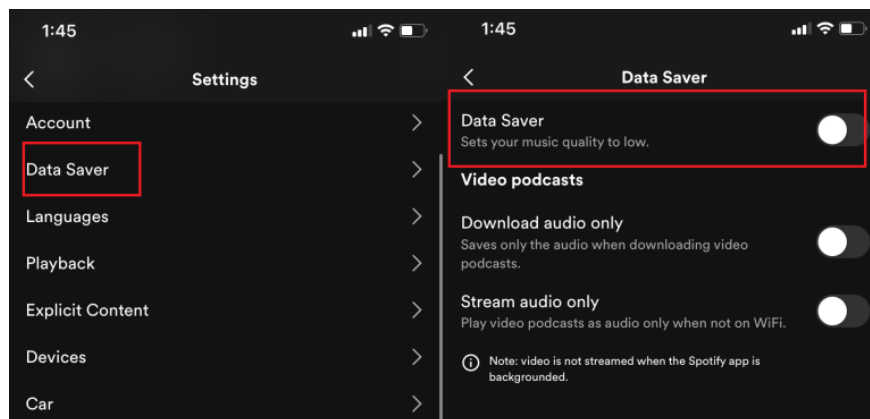 1:45
Settings
Account
Data Saver
Languages
Playback
Explicit Content
Devices
Car
1:45
Data Saver
Data Saver
Sets your music quality to low.
Video podcasts
Download audio only
Saves only the audio when downloading video
podcasts.
Stream audio only
Play video podcasts as audio only when not on WiFi.
Note: video is not streamed when the Spotify app is
backgrounded.